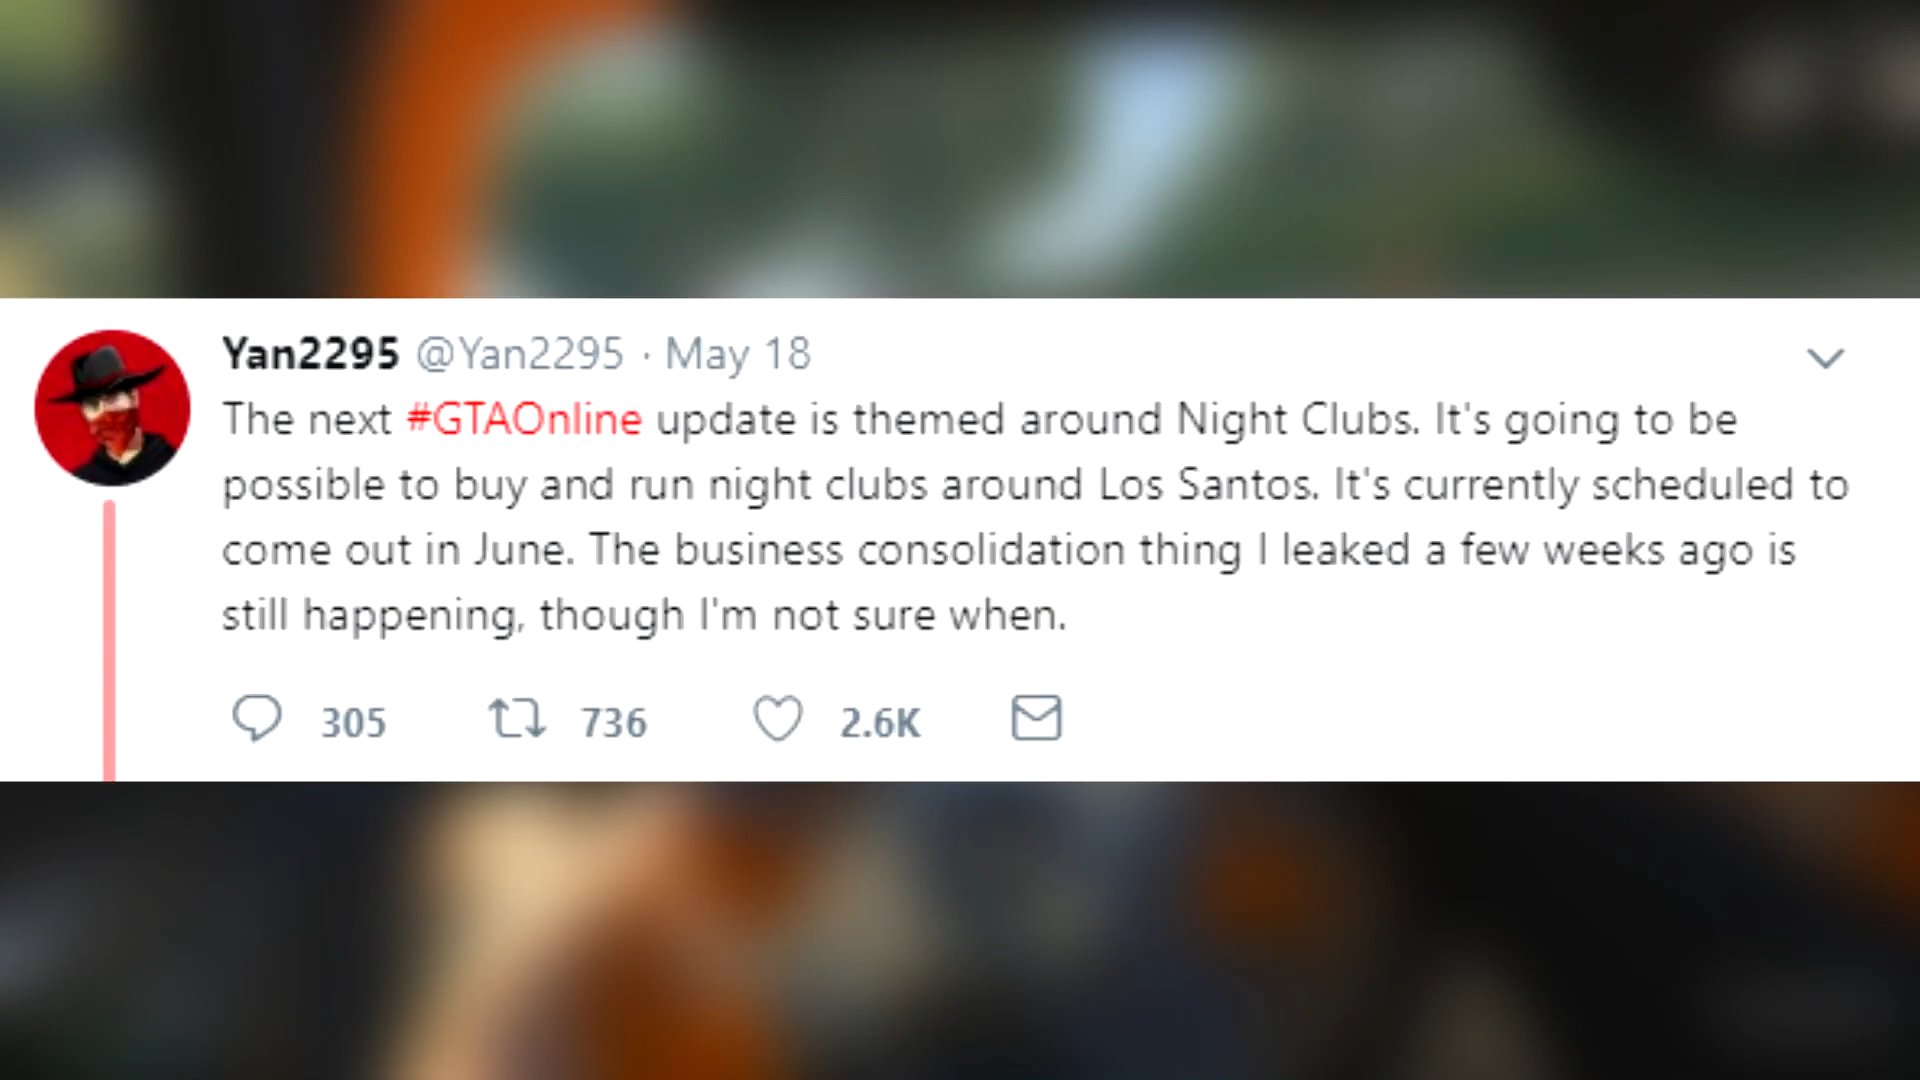 Yan2295 @Yan2295 · May 18
The next #GTAOnline update is themed around Night Clubs. It's going to be
possible to buy and run night clubs around Los Santos. It's currently scheduled to
come out in June. The business consolidation thing I leaked a few weeks ago is
still happening, though I'm not sure when.
305 736 2.6K